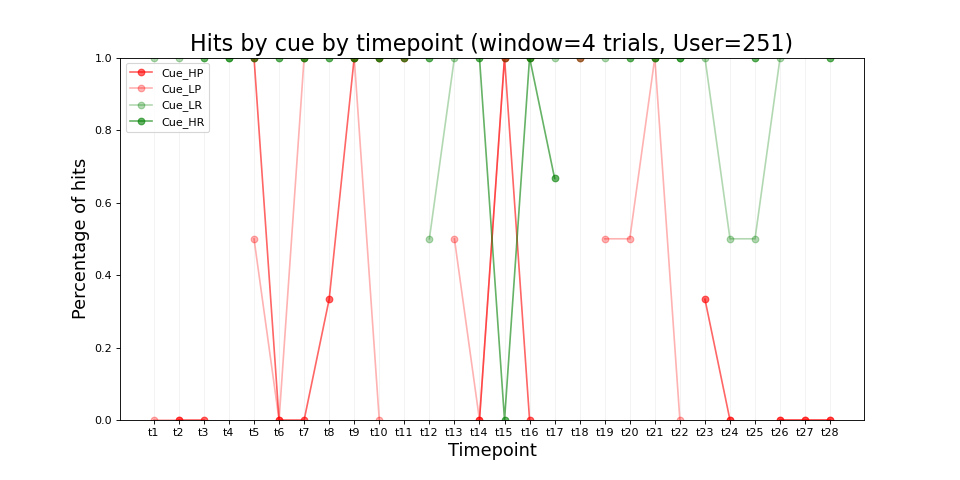 Hits by cue by timepoint (window=4 trials, User=251)
Percentage of hits
1.0
0.8
0.6
0.4
0.2
0.0
Cue_HP
Cue_LP
Cue_LR
Cue_HR
t1 t2 t3 t4 t5 t6 t7 t8 t9 t10 t11 t12 t13 t14 t15 t16 t17 t18 t19 t20 t21 t22 t23 t24 t25 t26 t27 t28
Timepoint